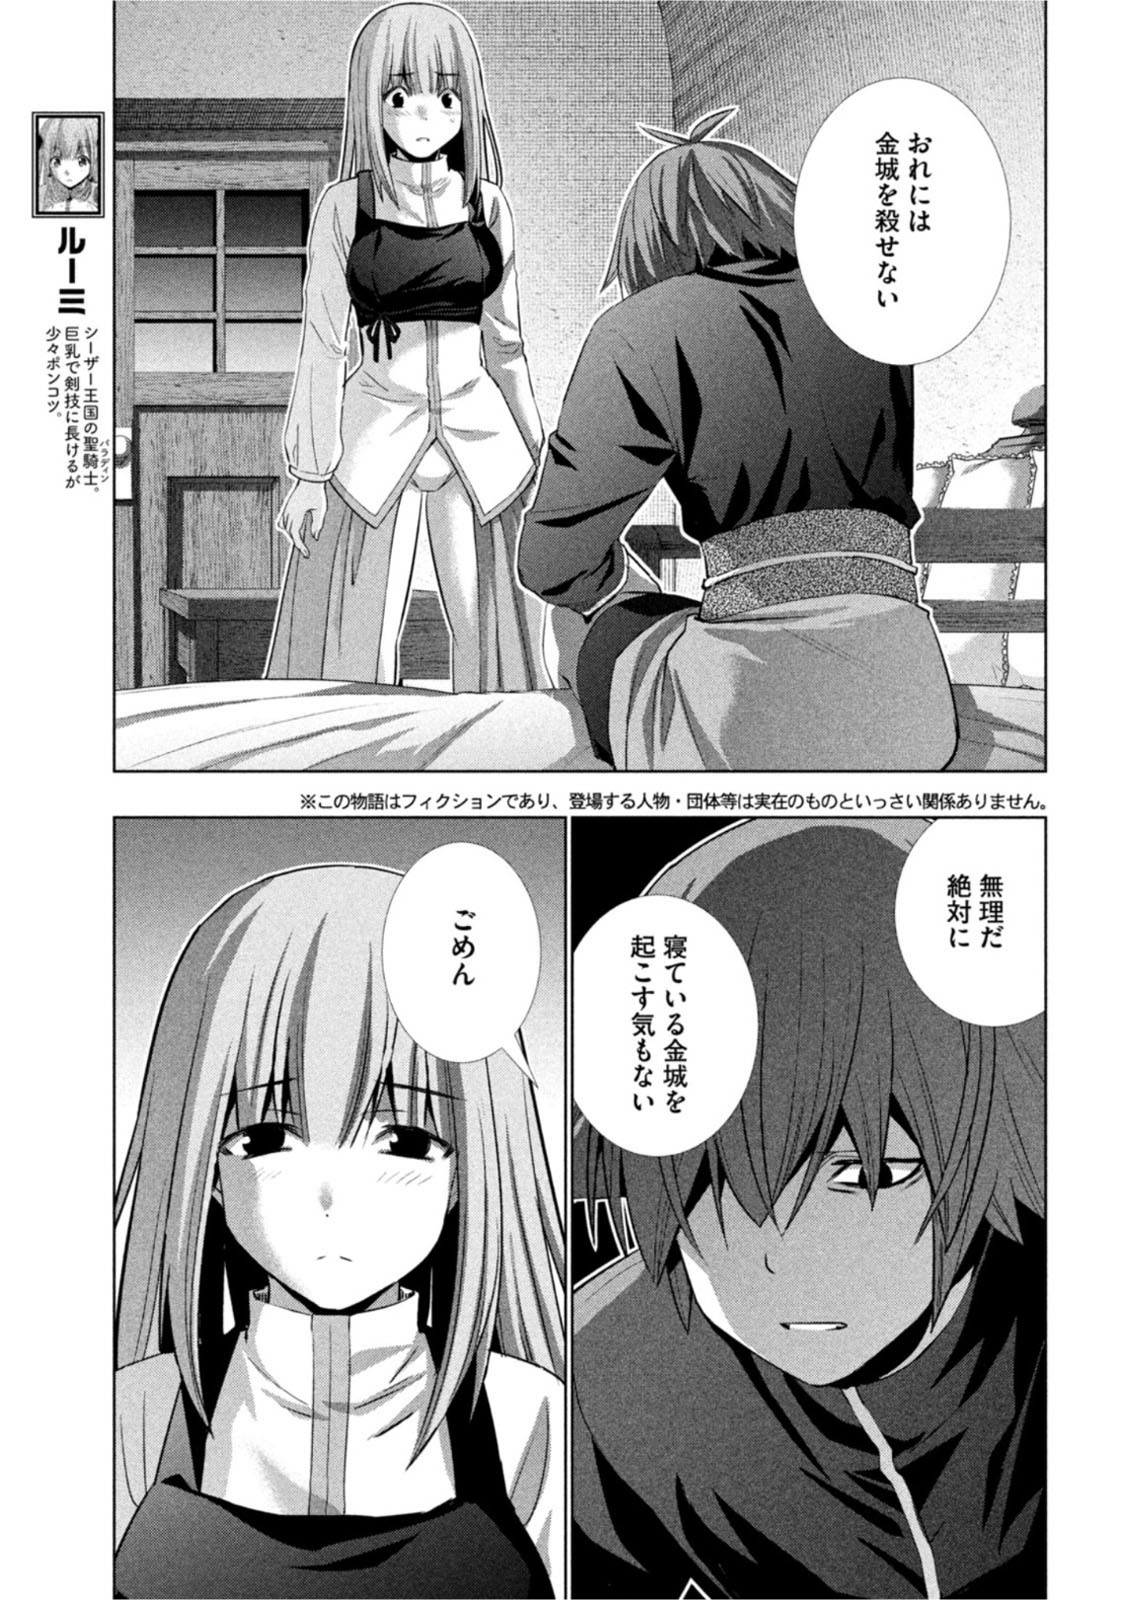 おれには
金城を殺せない
ルーミ
シーザー王国の聖騎士。
パラディン
巨乳で剣技に長けるが
少々ポンコツ。
※この物語はフィクションであり、登場する人物・団体等は実在のものといっさい関係ありません。
無理だ
絶対に
寝ている金城を
起こす気もない
ごめん